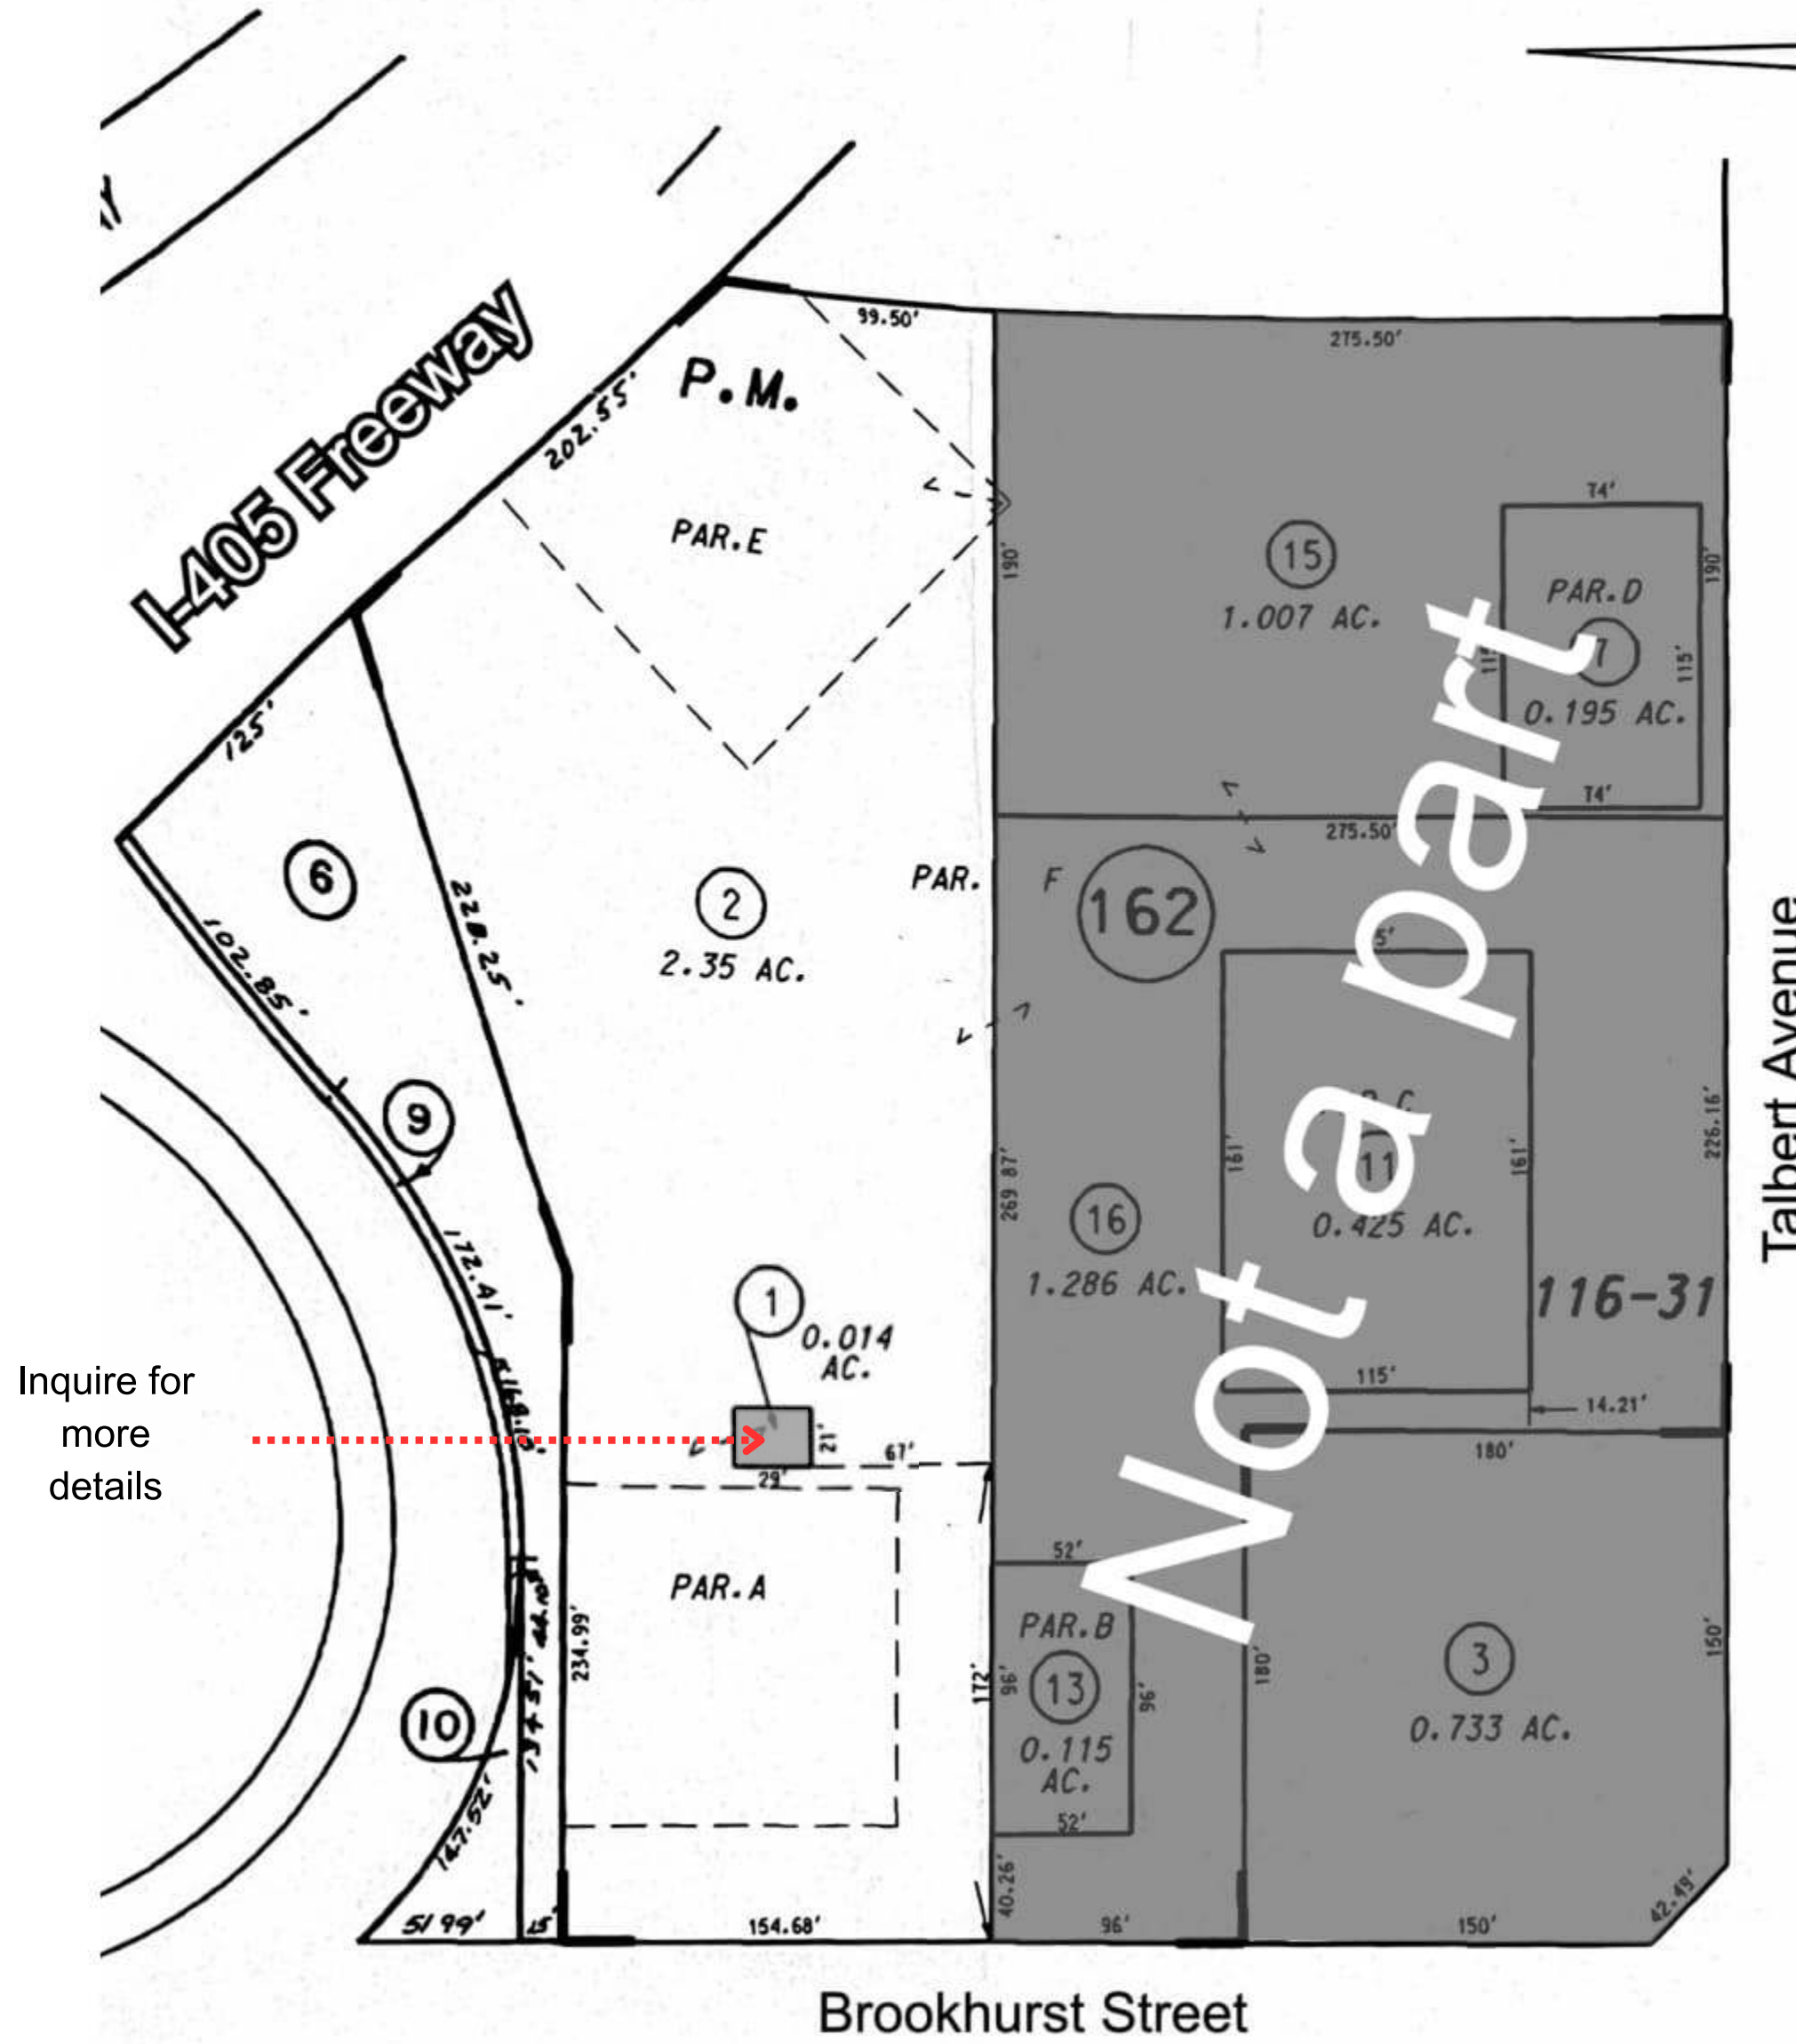 I-405 Freeway
99.50'
275.50'
202.55'
P.M.
PAR.E
190'
15
1.007 AC.
74'
PAR.D
7
0.195 AC.
115'
190'
74'
125'
6
228.25'
2
2.35 AC.
PAR. F
162
275.50'
102.85'
9
172.41'
269 87'
16
1.286 AC.
161'
11
0.425 AC.
161'
226.16'
116-31
115'
14.21'
1
0.014
AC.
21'
67'
29'
Inquire for
more
details
PAR.A
234.99'
172'
52'
PAR.B
13
0.115
AC.
96'
96'
52'
40.26'
180'
180'
3
0.733 AC.
150'
10
147.52'
51 99'
15'
154.68'
96'
150'
42.49'
Not a part
Talbert Avenue
Brookhurst Street